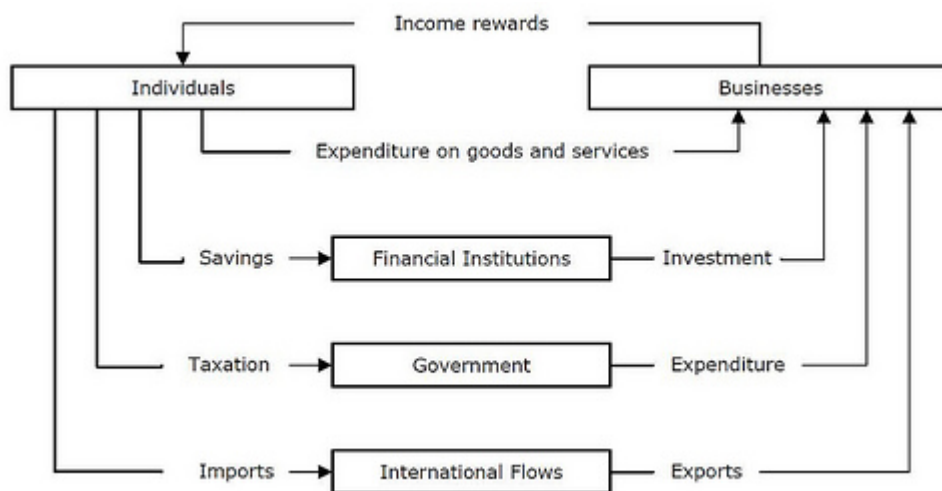 Income rewards
Individuals
Businesses
Expenditure on goods and services
Savings
Financial Institutions
Investment
Taxation
Government
Expenditure
Imports
International Flows
Exports